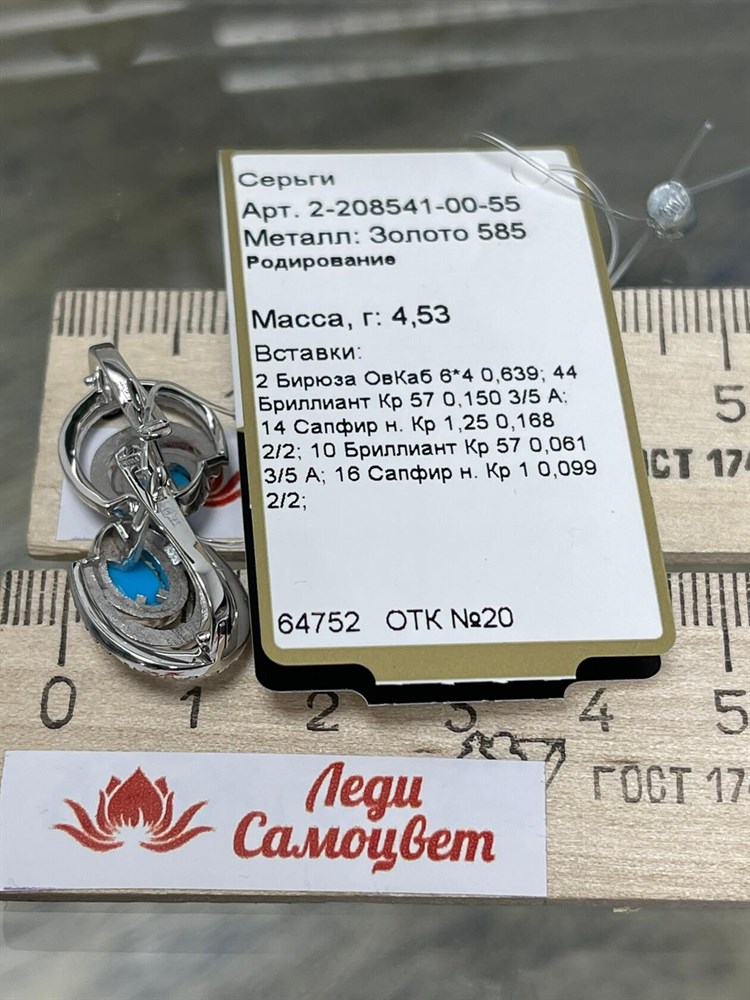 Серьги
Арт. 2-208541-00-55
Металл: Золото 585
Родирование
Масса, г: 4,53
Вставки:
2 Бирюза ОвКаб 6*4 0,639; 44
Бриллиант Кр 57 0,150 3/5 А;
14 Сапфир н. Кр 1,25 0,168
2/2; 10 Бриллиант Кр 57 0,061
3/5 А; 16 Сапфир н. Кр 1 0,099
2/2;
64752 ОТК №20
5
ОСТ 174
0 1 2 3 4 5
ГОСТ 174
Леди
Самоцвет